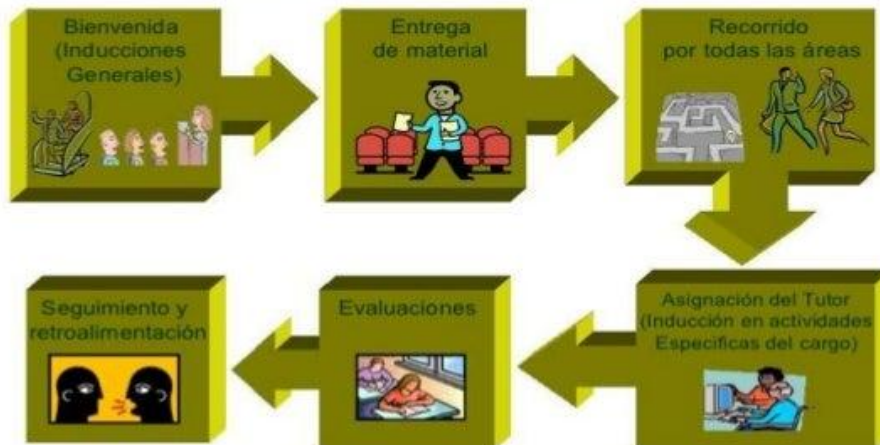 Bienvenida
(Inducciones
Generales)
Entrega
de material
Recorrido
por todas las áreas
Asignación del Tutor
(Inducción en actividades
Especificas del cargo)
Evaluaciones
Seguimiento y
retroalimentación